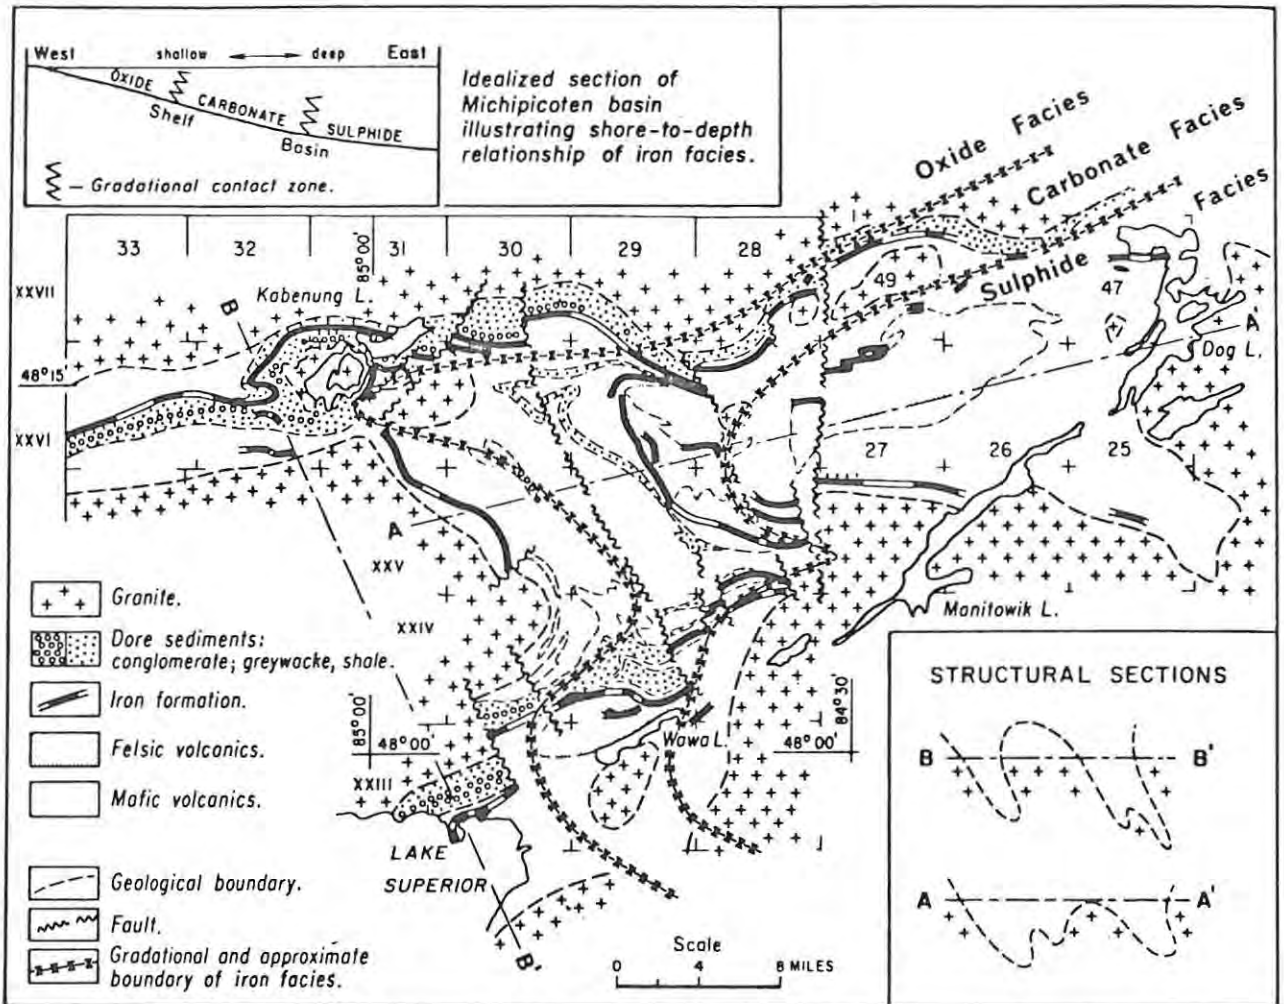 West shallow deep East
OXIDE
CARBONATE
SULPHIDE
Shelf
Basin
– Gradational contact zone.
Idealized section of
Michipicoten basin
illustrating shore-to-depth
relationship of iron facies.
Oxide Facies
Carbonate Facies
Sulphide Facies
33 32 31 30 29 28
85°00'
XXVII
Kabenung L.
B
49
47
A'
Dog L.
48°15
XXVI
27 26 25
A
XXV
XXIV
Manitowik L.
85°00'
48°00'
Wawa L.
48°00'
84°30'
XXIII
LAKE
SUPERIOR
B'
Granite.
Dore sediments:
conglomerate; greywacke, shale.
Iron formation.
Felsic volcanics.
Mafic volcanics.
Geological boundary.
Fault.
Gradational and approximate
boundary of iron facies.
Scale
0 4 8 MILES
STRUCTURAL SECTIONS
B B'
A A'